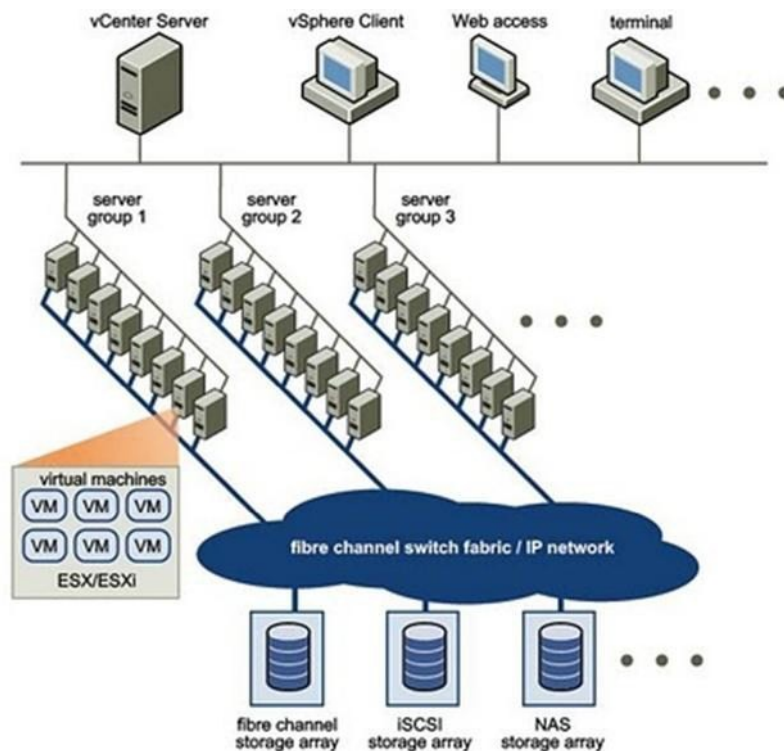 vCenter Server
vSphere Client
Web access
terminal
server
group 1
server
group 2
server
group 3
virtual machines
VM VM VM
VM VM VM
ESX/ESXi
fibre channel switch fabric / IP network
fibre channel
storage array
iSCSI
storage array
NAS
storage array